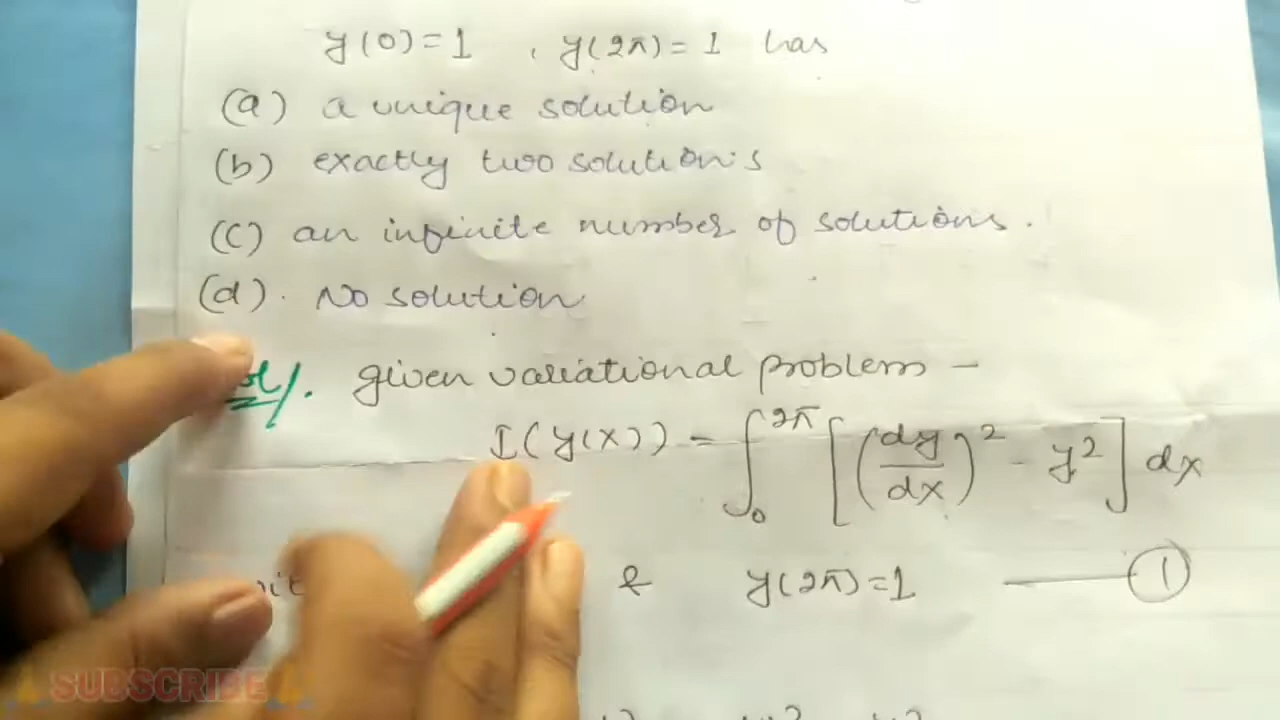 y(0) = 1 , y(2π) = 1 has
(a) a unique solution
(b) exactly two solutions
(c) an infinite number of solutions.
(d). No solution
Sol/. given variational problem -
I(y(x)) = ∫₀^2π [(dy/dx)² - y²] dx
& y(2π)=1 ——— ①
SUBSCRIBE